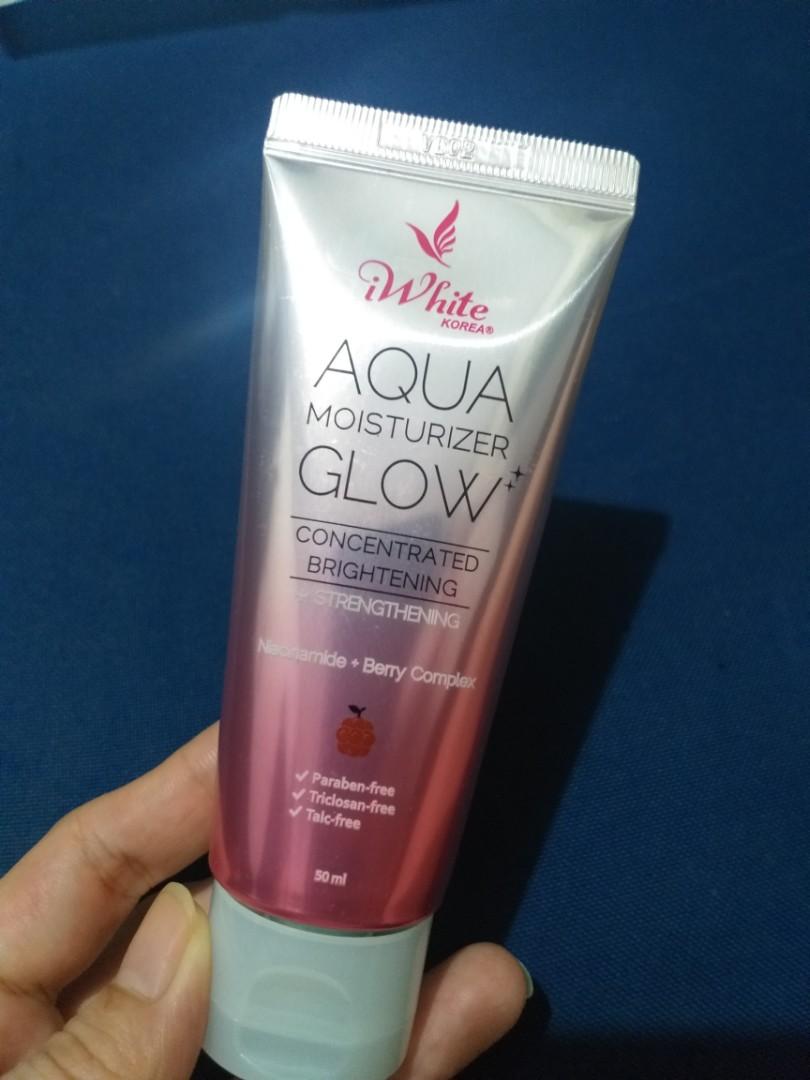 iWhite
KOREA®
AQUA
MOISTURIZER
GLOW
CONCENTRATED
BRIGHTENING
+ STRENGTHENING
Niacinamide + Berry Complex
✓ Paraben-free
✓ Triclosan-free
✓ Talc-free
50 ml